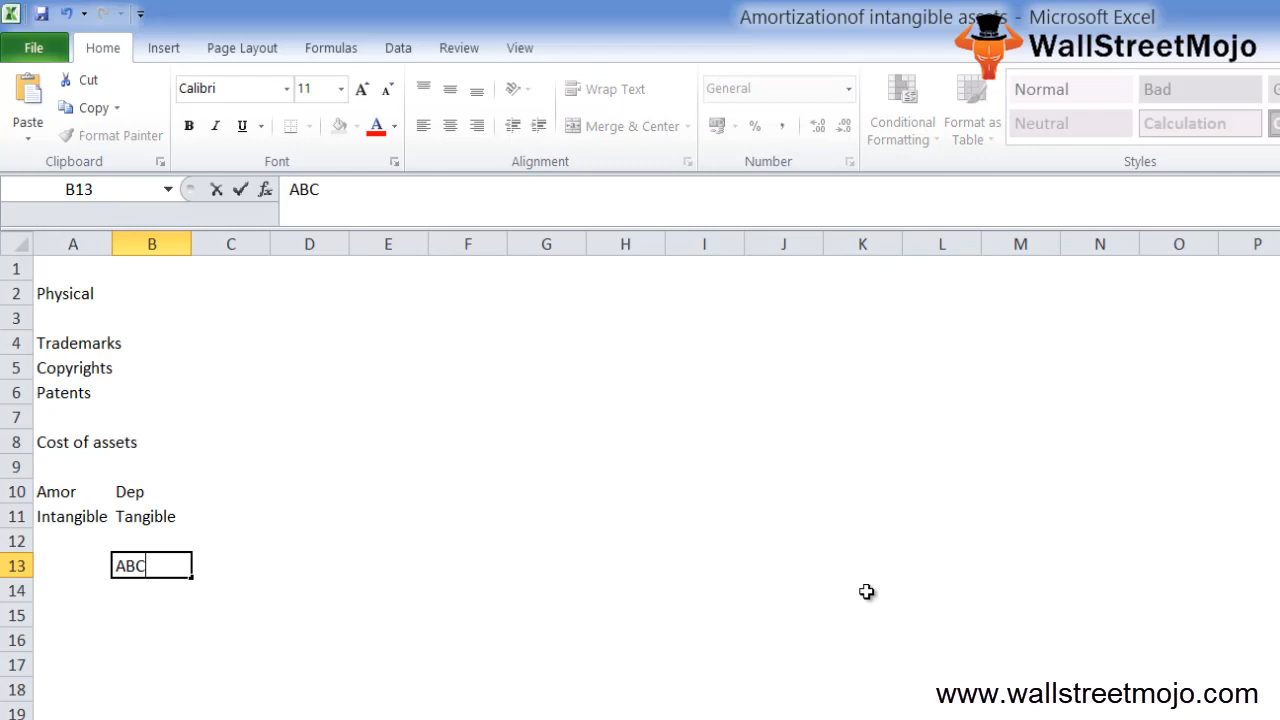 Amortizationof intangible assets - Microsoft Excel
WallStreetMojo
File Home Insert Page Layout Formulas Data Review View
Paste
Cut
Copy
Format Painter
Clipboard
Calibri 11
B I U A
Font
Wrap Text
Merge & Center
Alignment
General
% ,
Number
Conditional
Formatting
Format as
Table
Normal Bad
Neutral Calculation
Styles
B13 fx ABC
A B C D E F G H I J K L M N O P
1
2 Physical
3
4 Trademarks
5 Copyrights
6 Patents
7
8 Cost of assets
9
10 Amor Dep
11 Intangible Tangible
12
13 ABC
14
15
16
17
18
19
www.wallstreetmojo.com